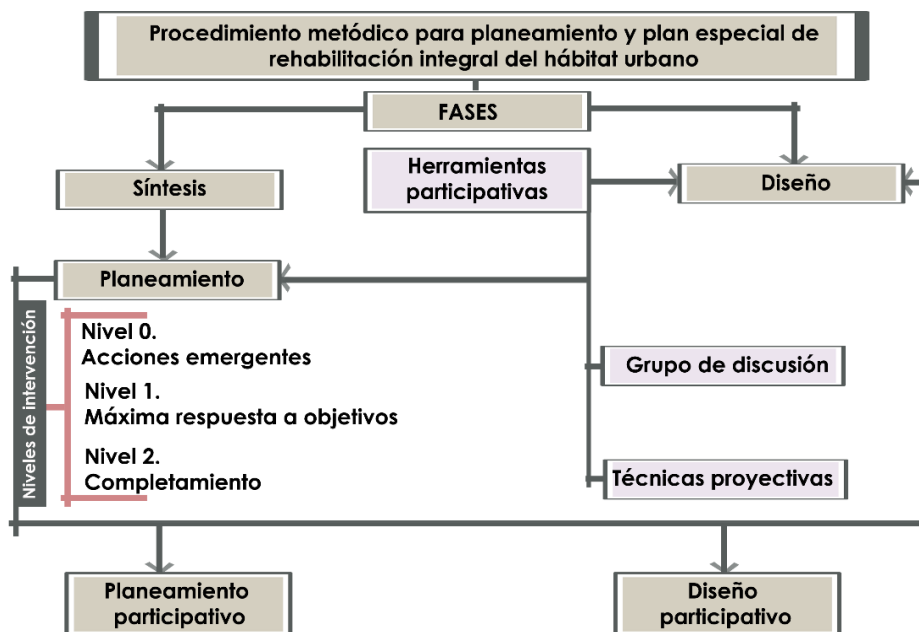 Procedimiento metódico para planeamiento y plan especial de
rehabilitación integral del hábitat urbano
FASES
Herramientas
participativas
Síntesis
Diseño
Planeamiento
Niveles de intervención
Nivel 0.
Acciones emergentes
Nivel 1.
Máxima respuesta a objetivos
Nivel 2.
Completamiento
Grupo de discusión
Técnicas proyectivas
Planeamiento
participativo
Diseño
participativo